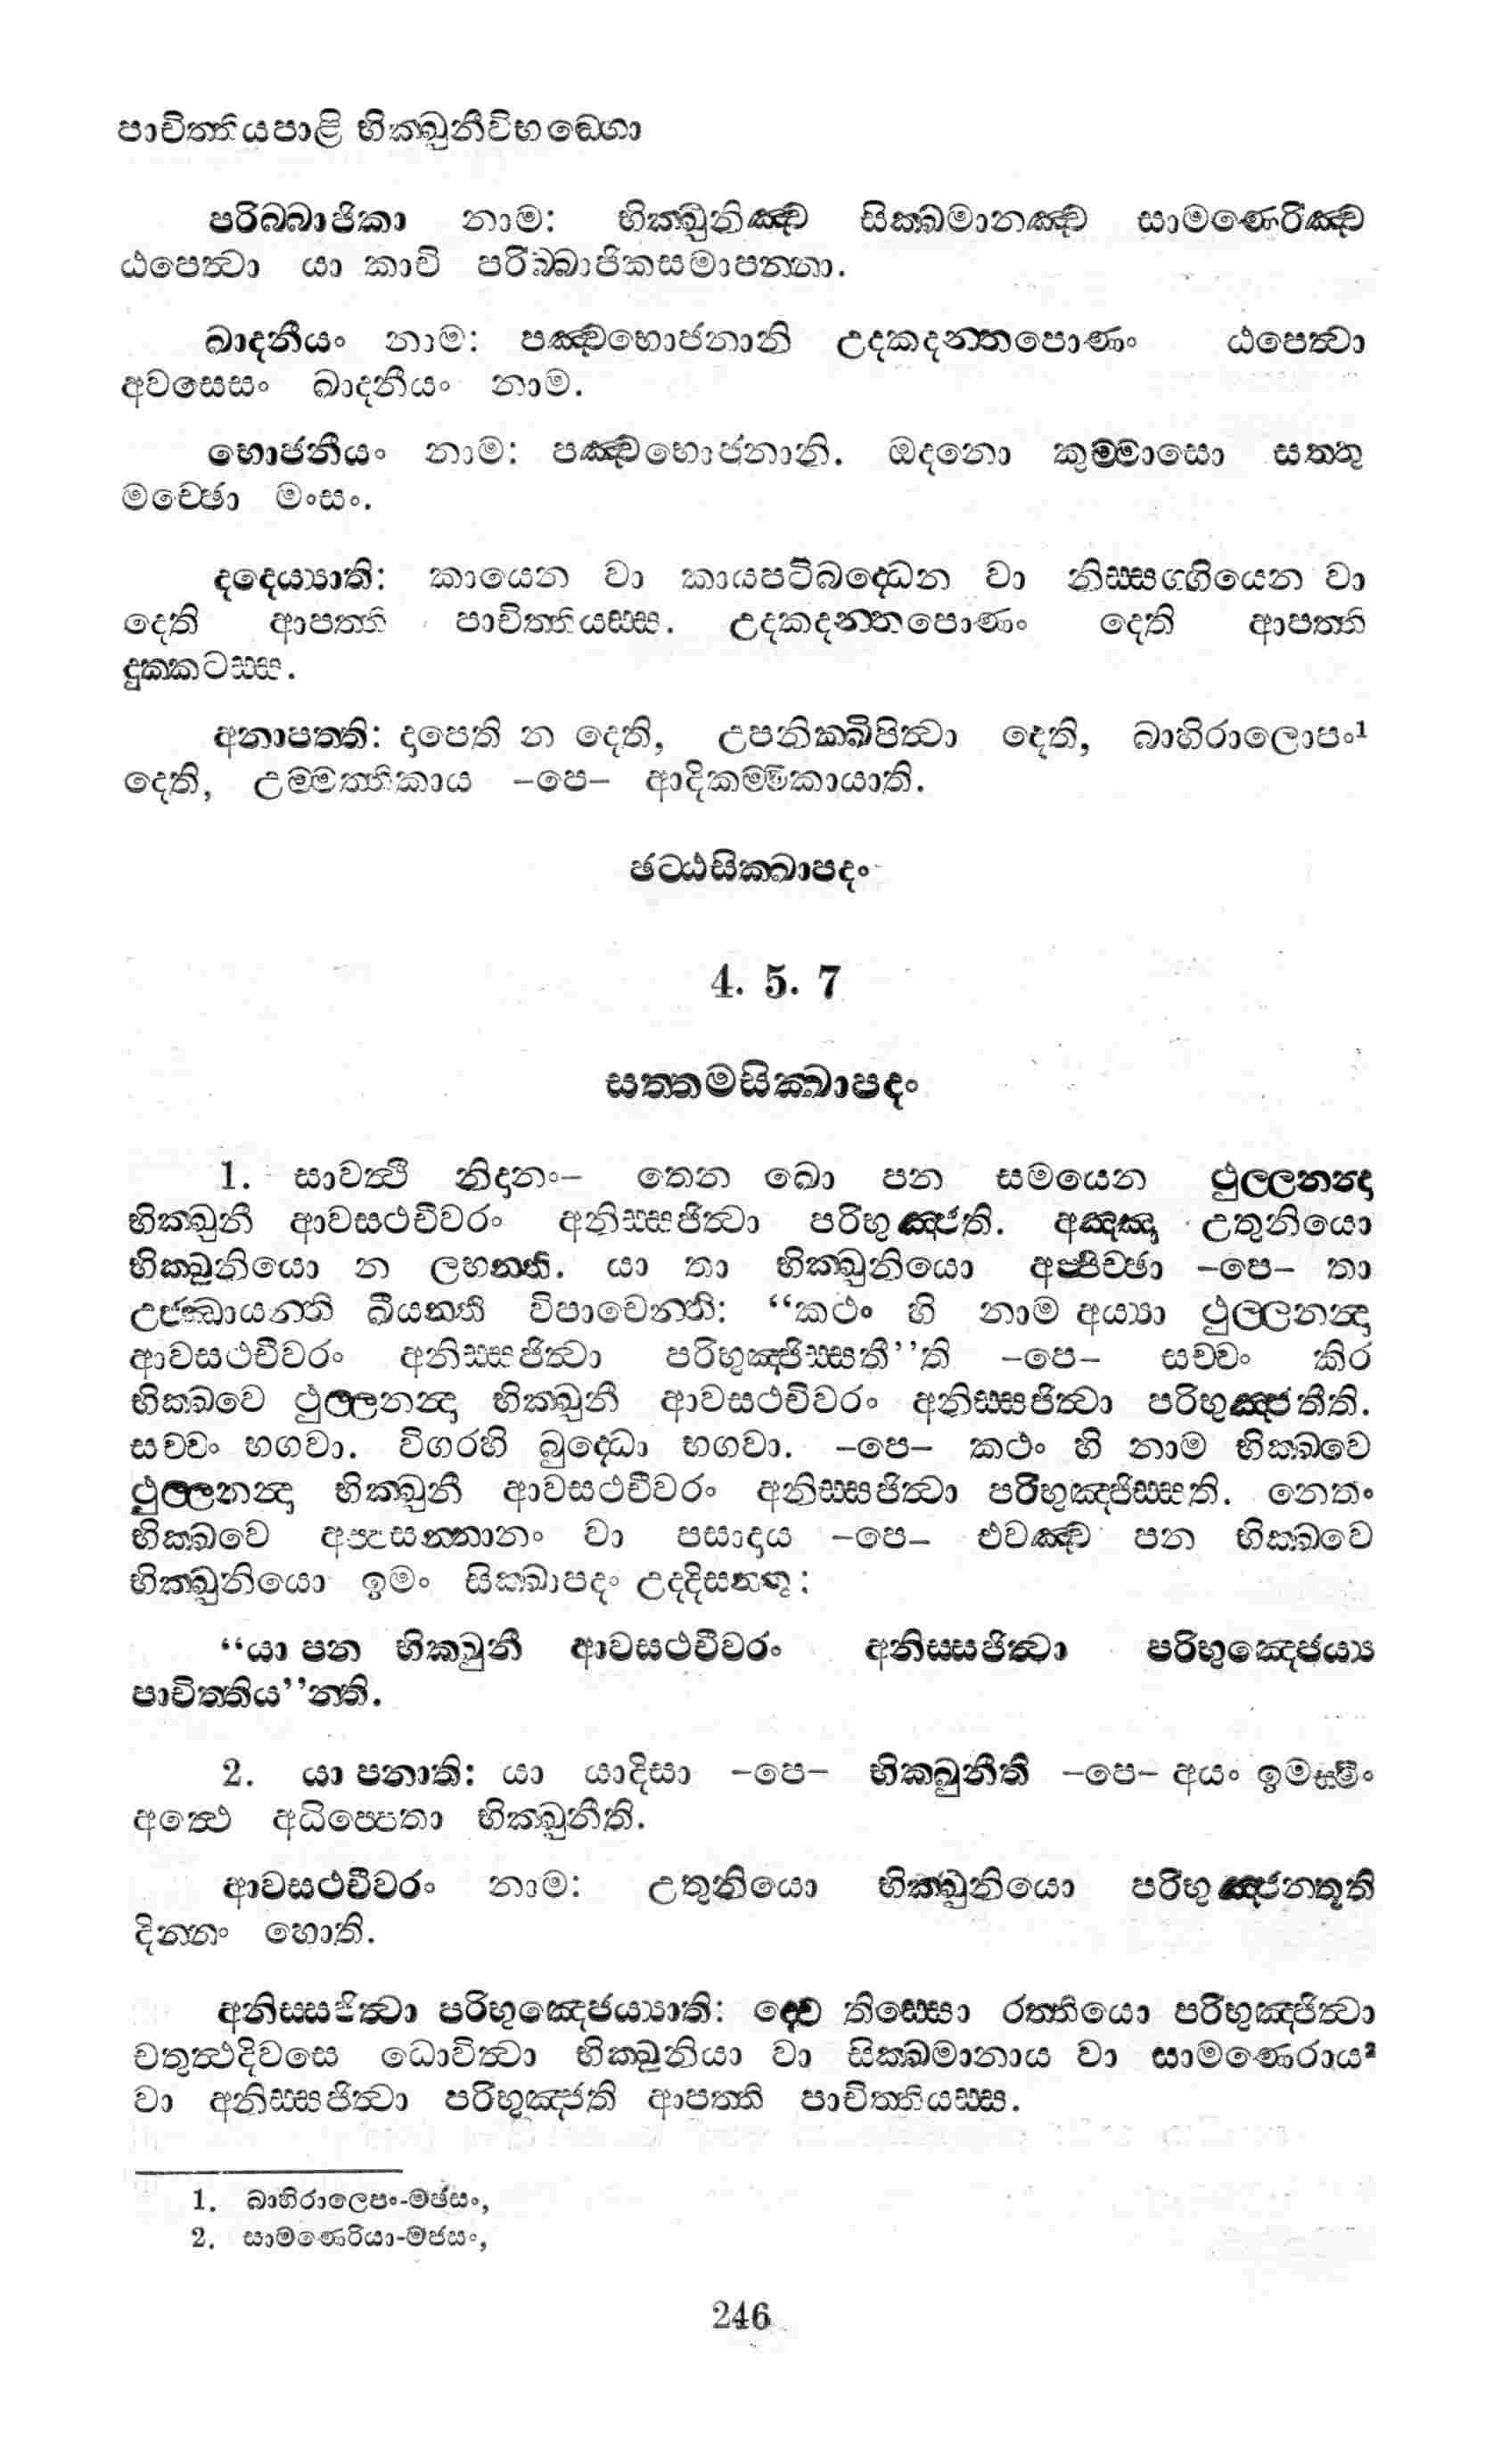 පාචිත්තියපාළි භික්ඛුනීවිභඞ්ගො
පරිබ්බාජිකා නාම: භික්ඛුනිඤ්ච සික්ඛමානඤ්ච සාමණෙරිඤ්ච
ඨපෙත්වා යා කාචි පරිබ්බාජිකසමාපන්නා.
ඛාදනීයං නාම: පඤ්චභොජනානි උදකදන්තපොණං ඨපෙත්වා
අවසෙසං ඛාදනීයං නාම.
භොජනීයං නාම: පඤ්චභොජනානි. ඔදනො කුම්මාසො සත්තු
මච්ඡො මංසං.
දදෙය්‍යාති: කායෙන වා කායපටිබද්ධෙන වා නිස්සග්ගියෙන වා
දෙති ආපත්ති පාචිත්තියස්ස. උදකදන්තපොණං දෙති ආපත්ති
දුක්කටස්ස.
අනාපත්ති: දාපෙති න දෙති, උපනික්ඛිපිත්වා දෙති, බාහිරාලොපං¹
දෙති, උම්මත්තිකාය –පෙ– ආදිකම්මිකායාති.
ඡට්ඨසික්ඛාපදං
4. 5. 7
සත්තමසික්ඛාපදං
1. සාවත්ථි නිදානං– තෙන ඛො පන සමයෙන ථුල්ලනන්දා
භික්ඛුනී ආවසථචීවරං අනිස්සජිත්වා පරිභුඤ්ජති. අඤ්ඤා උතුනියො
භික්ඛුනියො න ලභන්ති. යා තා භික්ඛුනියො අප්පිච්ඡා –පෙ– තා
උජ්ඣායන්ති ඛීයන්ති විපාචෙන්ති: “කථං හි නාම අය්‍යා ථුල්ලනන්දා
ආවසථචීවරං අනිස්සජිත්වා පරිභුඤ්ජිස්සතී”ති –පෙ– සච්චං කිර
භික්ඛවෙ ථුල්ලනන්දා භික්ඛුනී ආවසථචීවරං අනිස්සජිත්වා පරිභුඤ්ජතීති.
සච්චං භගවා. විගරහි බුද්ධො භගවා. –පෙ– කථං හි නාම භික්ඛවෙ
ථුල්ලනන්දා භික්ඛුනී ආවසථචීවරං අනිස්සජිත්වා පරිභුඤ්ජිස්සති. නෙතං
භික්ඛවෙ අප්පසන්නානං වා පසාදාය –පෙ– එවඤ්ච පන භික්ඛවෙ
භික්ඛුනියො ඉමං සික්ඛාපදං උද්දිසන්තු:
“යා පන භික්ඛුනී ආවසථචීවරං අනිස්සජිත්වා පරිභුඤ්ජෙය්‍ය
පාචිත්තිය”න්ති.
2. යා පනාති: යා යාදිසා –පෙ– භික්ඛුනීති –පෙ– අයං ඉමස්මිං
අත්ථෙ අධිප්පෙතා භික්ඛුනීති.
ආවසථචීවරං නාම: උතුනියො භික්ඛුනියො පරිභුඤ්ජන්තූති
දින්නං හොති.
අනිස්සජිත්වා පරිභුඤ්ජෙය්‍යාති: ද්වෙ තිස්සො රත්තියො පරිභුඤ්ජිත්වා
චතුත්ථදිවසෙ ධොවිත්වා භික්ඛුනියා වා සික්ඛමානාය වා සාමණෙරාය²
වා අනිස්සජිත්වා පරිභුඤ්ජති ආපත්ති පාචිත්තියස්ස.
1. බාහිරාලෙපං-මඡසං,
2. සාමණෙරියා-මජසං,
246